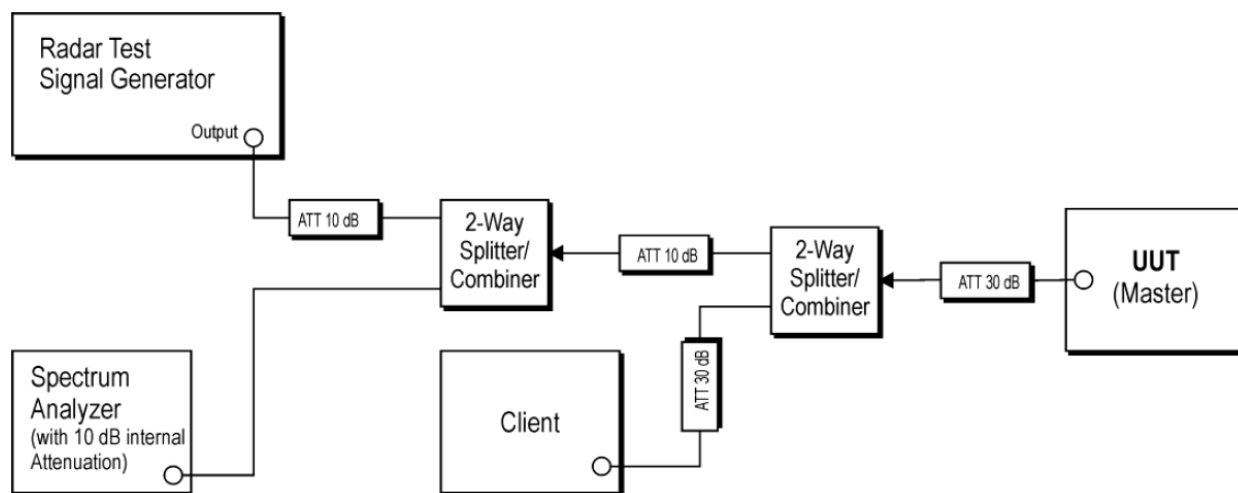 Radar Test
Signal Generator
Output
ATT 10 dB
2-Way
Splitter/
Combiner
ATT 10 dB
2-Way
Splitter/
Combiner
ATT 30 dB
UUT
(Master)
Spectrum
Analyzer
(with 10 dB internal
Attenuation)
Client
ATT 30 dB